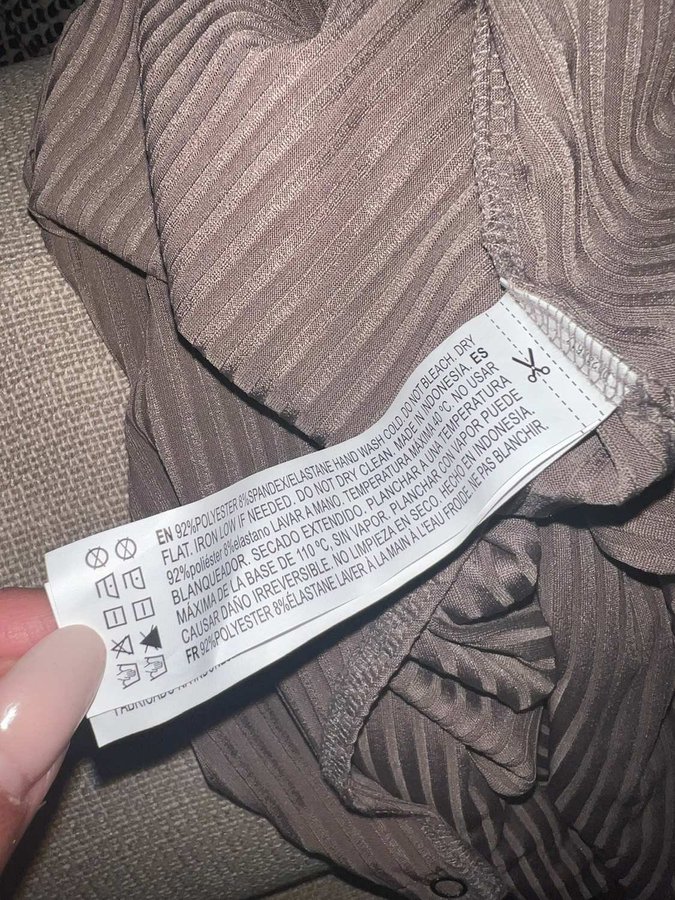 EN 92%POLYESTER 8%SPANDEX/ELASTANE HAND WASH COLD.DO NOT BLEACH. DRY
FLAT. IRON LOW IF NEEDED. DO NOT DRY CLEAN. MADE IN INDONESIA. ES
92%poliéster 8%elastano LAVAR A MANO. TEMPERATURA MÁXIMA 40 ºC. NO USAR
BLANQUEADOR. SECADO EXTENDIDO. PLANCHAR A UNA TEMPERATURA
MÁXIMA DE LA BASE DE 110 ºC, SIN VAPOR. PLANCHAR CON VAPOR PUEDE
CAUSAR DAÑO IRREVERSIBLE. NO LIMPIEZA EN SECO. HECHO EN INDONESIA.
FR 92%POLYESTER 8%ÉLASTANE LAVER À LA MAIN À L'EAU FROIDE. NE PAS BLANCHIR.